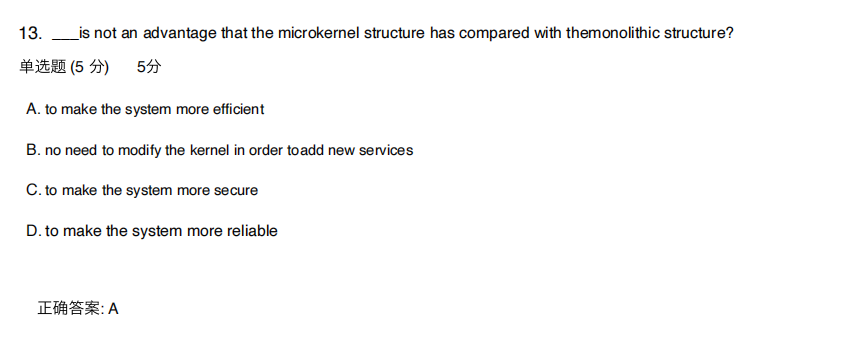 13. ___is not an advantage that the microkernel structure has compared with themonolithic structure?
单选题 (5 分) 5分
A. to make the system more efficient
B. no need to modify the kernel in order toadd new services
C. to make the system more secure
D. to make the system more reliable
正确答案: A